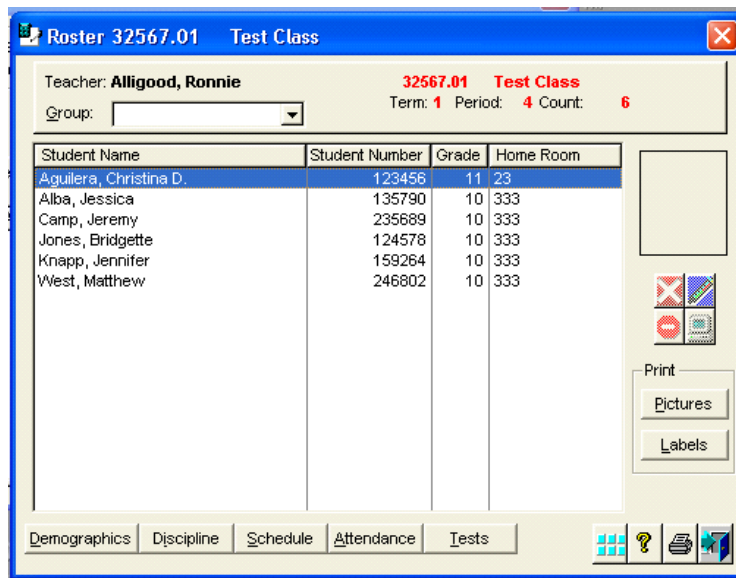 Roster 32567.01 Test Class
Teacher: Alligood, Ronnie 32567.01 Test Class
Group: Term: 1 Period: 4 Count: 6
Student Name Student Number Grade Home Room
Aguilera, Christina D. 123456 11 23
Alba, Jessica 135790 10 333
Camp, Jeremy 235689 10 333
Jones, Bridgette 124578 10 333
Knapp, Jennifer 159264 10 333
West, Matthew 246802 10 333
Print
Pictures
Labels
Demographics Discipline Schedule Attendance Tests ?